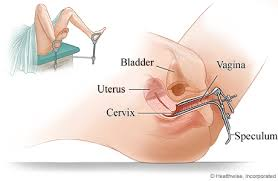 Bladder
Vagina
Uterus
Cervix
Speculum
© Healthwise, Incorporated